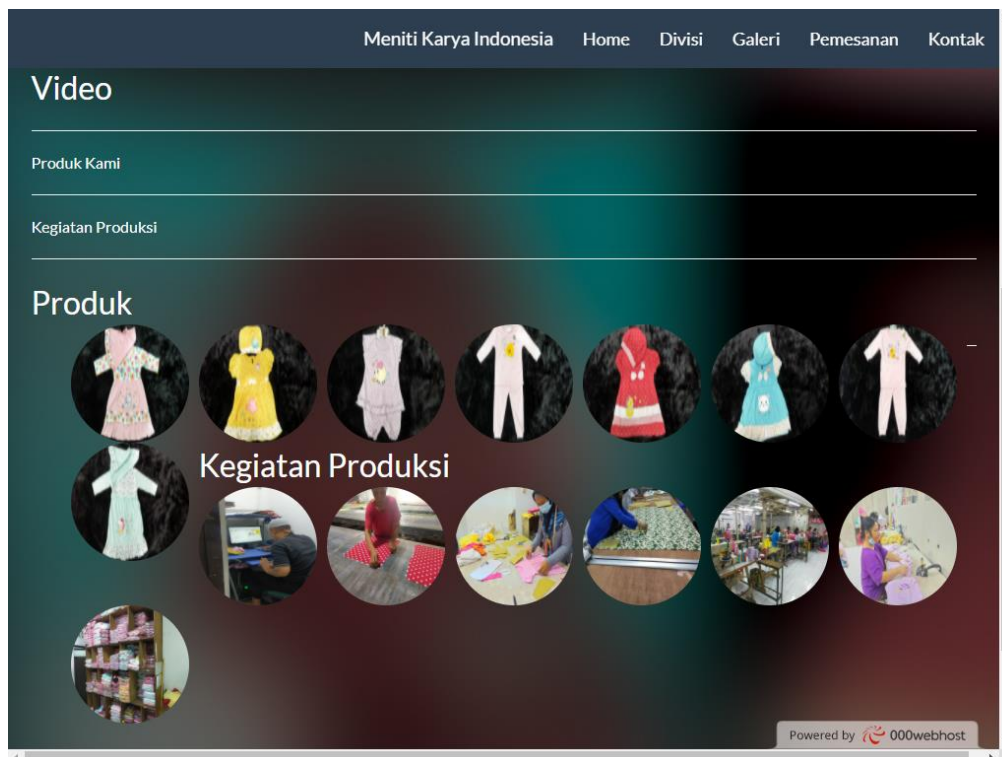 Meniti Karya Indonesia Home Divisi Galeri Pemesanan Kontak
Video
Produk Kami
Kegiatan Produksi
Produk
Kegiatan Produksi
Powered by 000webhost